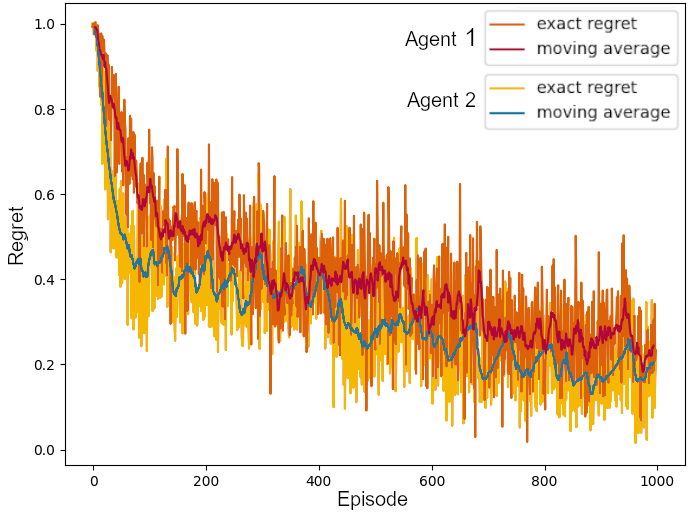 Agent 1
exact regret
moving average
Agent 2
exact regret
moving average
Regret
1.0
0.8
0.6
0.4
0.2
0.0
0 200 400 600 800 1000
Episode